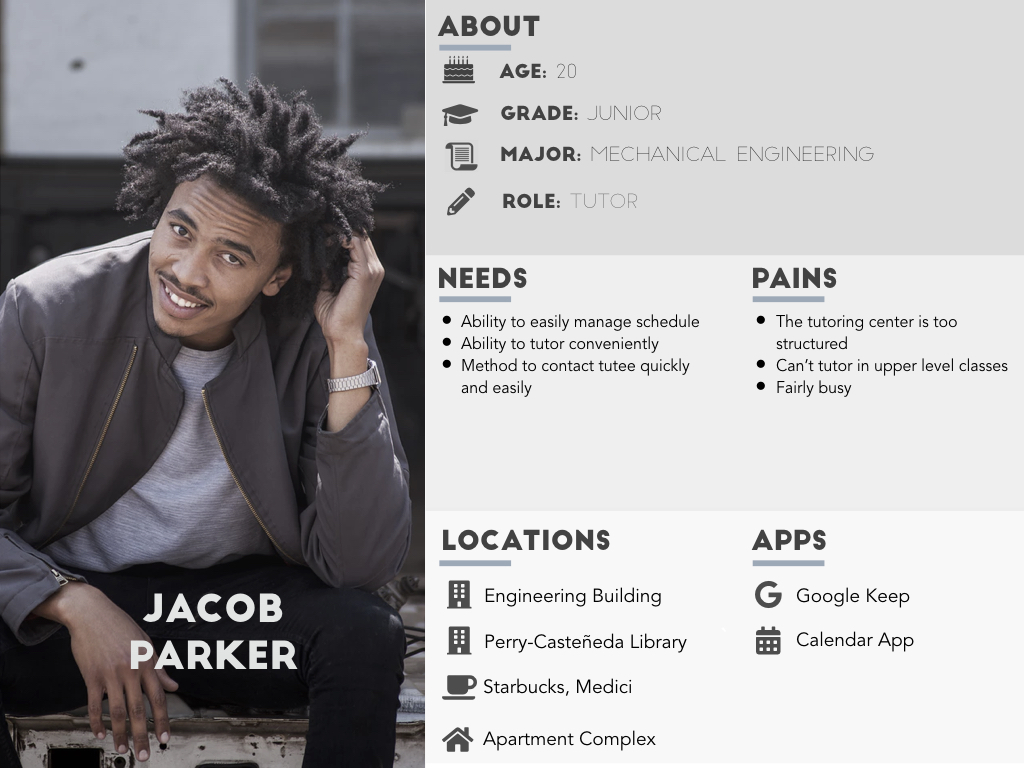 ABOUT
AGE: 20
GRADE: JUNIOR
MAJOR: MECHANICAL ENGINEERING
ROLE: TUTOR
NEEDS
Ability to easily manage schedule
Ability to tutor conveniently
Method to contact tutee quickly
and easily
PAINS
The tutoring center is too
structured
Can't tutor in upper level classes
Fairly busy
LOCATIONS
Engineering Building
Perry-Casteñeda Library
Starbucks, Medici
Apartment Complex
APPS
Google Keep
Calendar App
JACOB
PARKER